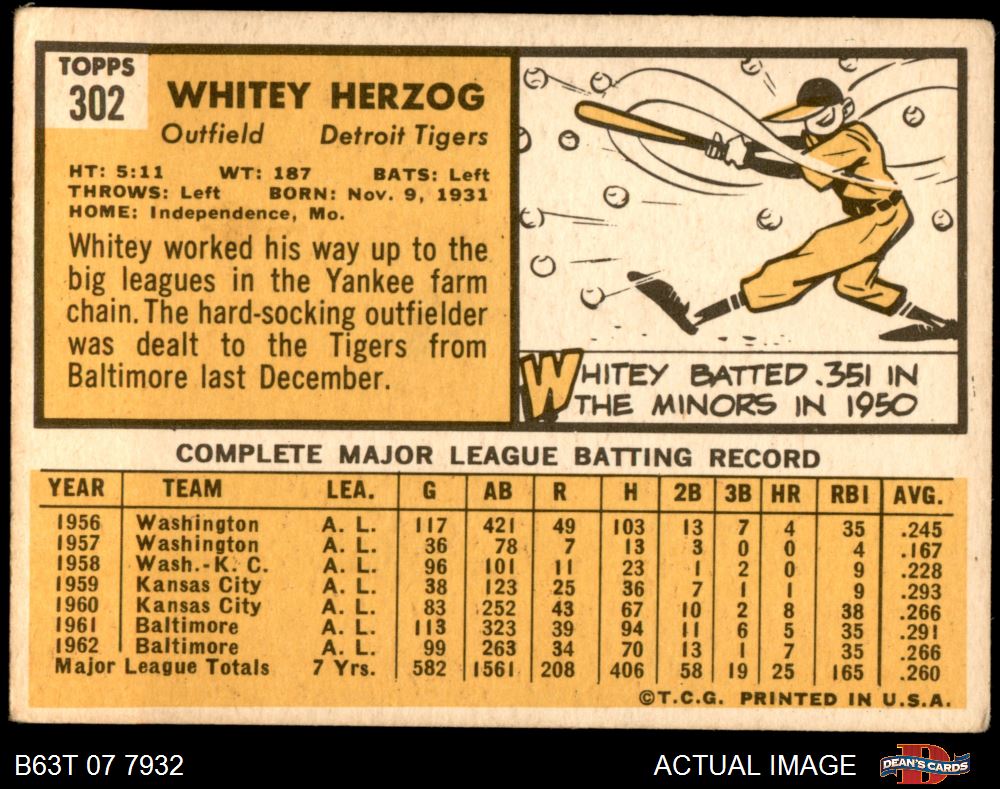 TOPPS
302
WHITEY HERZOG
Outfield Detroit Tigers
HT: 5:11 WT: 187 BATS: Left
THROWS: Left BORN: Nov. 9, 1931
HOME: Independence, Mo.
Whitey worked his way up to the
big leagues in the Yankee farm
chain. The hard-socking outfielder
was dealt to the Tigers from
Baltimore last December.
WHITEY BATTED .351 IN
THE MINORS IN 1950
COMPLETE MAJOR LEAGUE BATTING RECORD
YEAR TEAM LEA. G AB R H 2B 3B HR RBI AVG.
1956 Washington A. L. 117 421 49 103 13 7 4 35 .245
1957 Washington A. L. 36 78 7 13 3 0 0 4 .167
1958 Wash.-K. C. A. L. 96 101 11 23 1 2 0 9 .228
1959 Kansas City A. L. 38 123 25 36 7 1 1 9 .293
1960 Kansas City A. L. 83 252 43 67 10 2 8 38 .266
1961 Baltimore A. L. 113 323 39 94 11 6 5 35 .291
1962 Baltimore A. L. 99 263 34 70 13 1 7 35 .266
Major League Totals 7 Yrs. 582 1561 208 406 58 19 25 165 .260
©T.C.G. PRINTED IN U.S.A.
B63T 07 7932 ACTUAL IMAGE DEAN'S CARDS